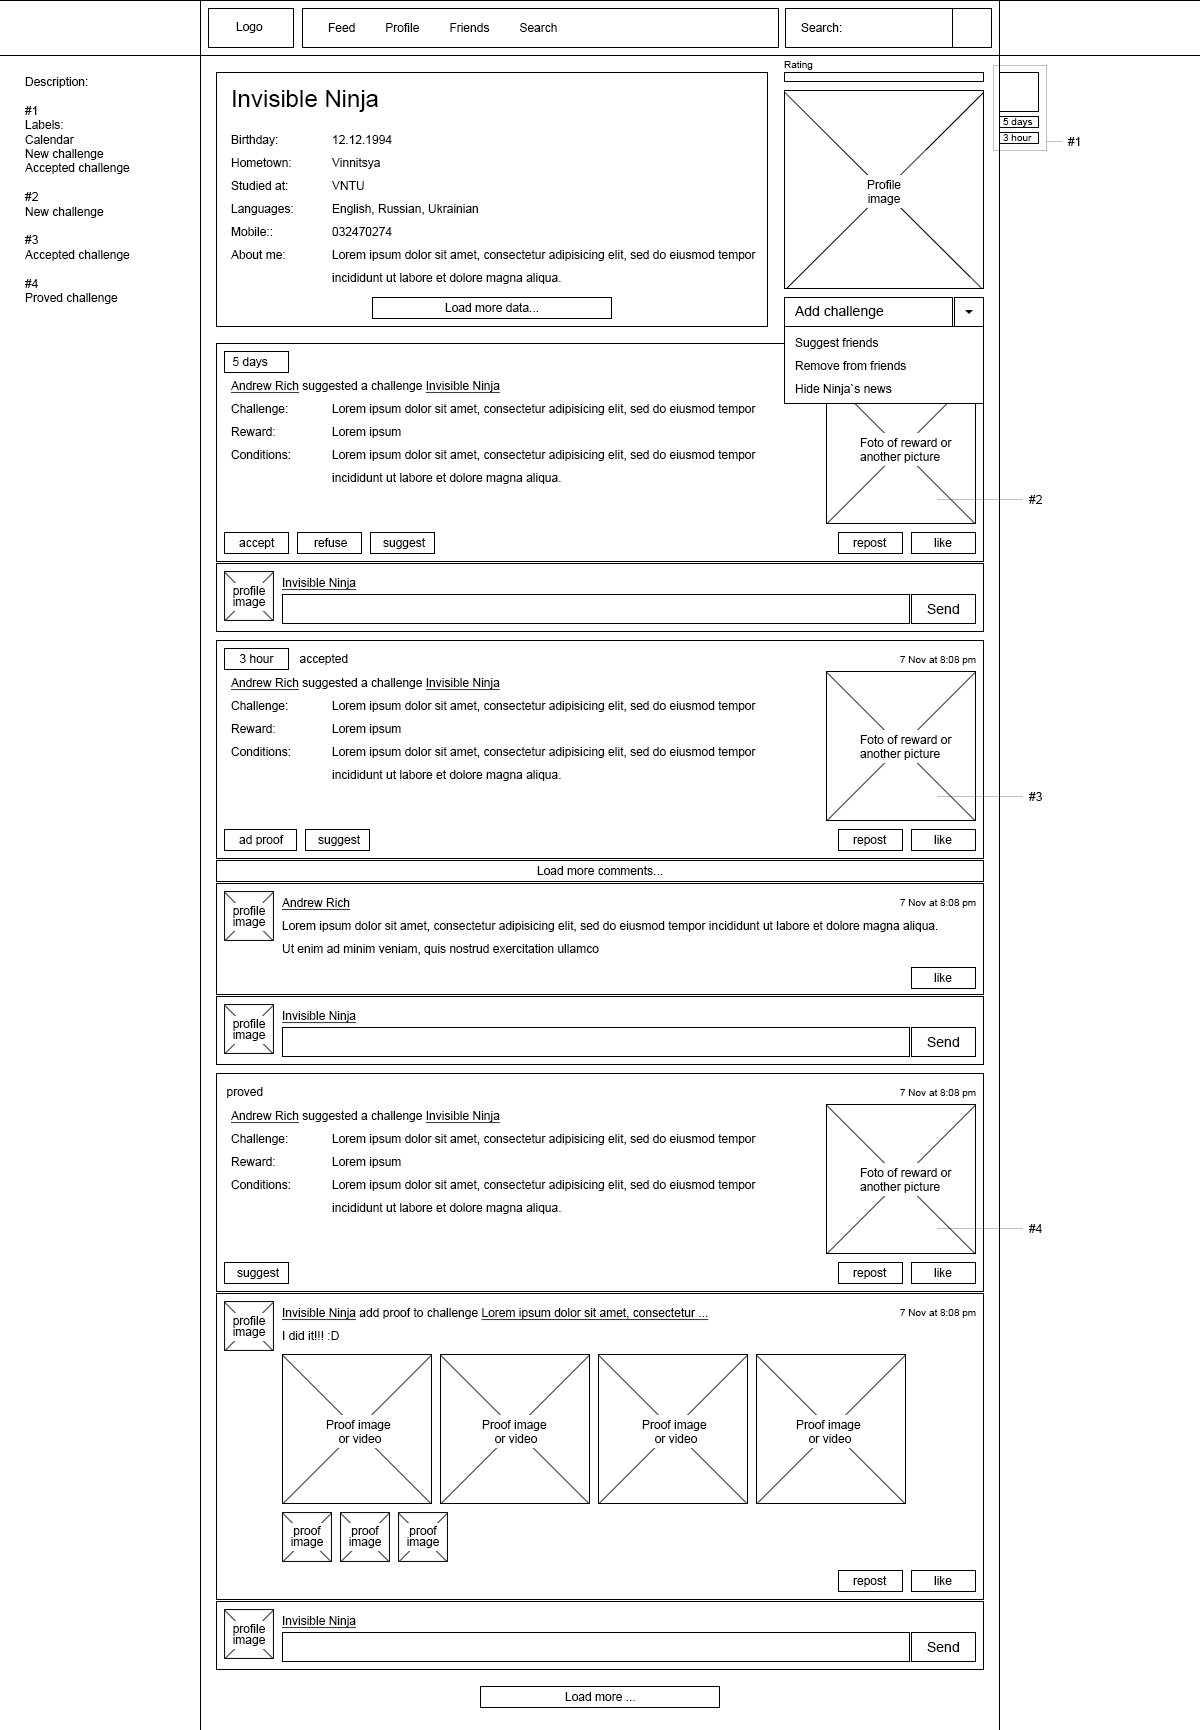 Logo
Feed Profile Friends Search
Search:
Description:
#1
Labels:
Calendar
New challenge
Accepted challenge
#2
New challenge
#3
Accepted challenge
#4
Proved challenge
Invisible Ninja
Birthday: 12.12.1994
Hometown: Vinnitsya
Studied at: VNTU
Languages: English, Russian, Ukrainian
Mobile:: 032470274
About me: Lorem ipsum dolor sit amet, consectetur adipisicing elit, sed do eiusmod tempor
incididunt ut labore et dolore magna aliqua.
Load more data...
Rating
Profile
image
5 days
3 hour
#1
Add challenge
Suggest friends
Remove from friends
Hide Ninja`s news
5 days
Andrew Rich suggested a challenge Invisible Ninja
Challenge: Lorem ipsum dolor sit amet, consectetur adipisicing elit, sed do eiusmod tempor
Reward: Lorem ipsum
Conditions: Lorem ipsum dolor sit amet, consectetur adipisicing elit, sed do eiusmod tempor
incididunt ut labore et dolore magna aliqua.
Foto of reward or
another picture
#2
accept refuse suggest
repost like
profile
image
Invisible Ninja
Send
3 hour accepted
7 Nov at 8:08 pm
Andrew Rich suggested a challenge Invisible Ninja
Challenge: Lorem ipsum dolor sit amet, consectetur adipisicing elit, sed do eiusmod tempor
Reward: Lorem ipsum
Conditions: Lorem ipsum dolor sit amet, consectetur adipisicing elit, sed do eiusmod tempor
incididunt ut labore et dolore magna aliqua.
Foto of reward or
another picture
#3
ad proof suggest
repost like
Load more comments...
profile
image
Andrew Rich
7 Nov at 8:08 pm
Lorem ipsum dolor sit amet, consectetur adipisicing elit, sed do eiusmod tempor incididunt ut labore et dolore magna aliqua.
Ut enim ad minim veniam, quis nostrud exercitation ullamco
like
profile
image
Invisible Ninja
Send
proved
7 Nov at 8:08 pm
Andrew Rich suggested a challenge Invisible Ninja
Challenge: Lorem ipsum dolor sit amet, consectetur adipisicing elit, sed do eiusmod tempor
Reward: Lorem ipsum
Conditions: Lorem ipsum dolor sit amet, consectetur adipisicing elit, sed do eiusmod tempor
incididunt ut labore et dolore magna aliqua.
Foto of reward or
another picture
#4
suggest
repost like
profile
image
Invisible Ninja add proof to challenge Lorem ipsum dolor sit amet, consectetur ...
7 Nov at 8:08 pm
I did it!!! :D
Proof image
or video
Proof image
or video
Proof image
or video
Proof image
or video
proof
image
proof
image
proof
image
repost like
profile
image
Invisible Ninja
Send
Load more ...